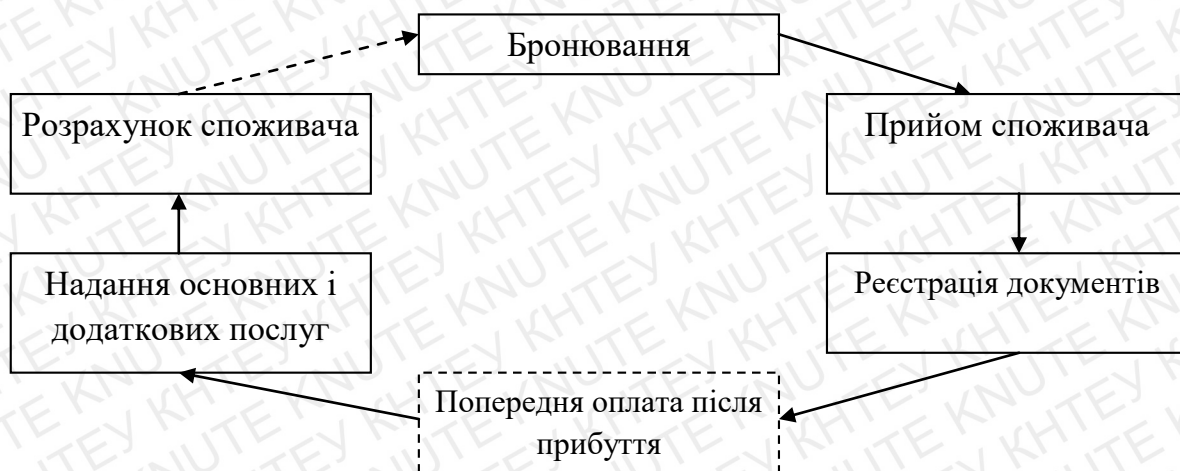 Бронювання
Розрахунок споживача
Прийом споживача
Надання основних і
додаткових послуг
Реєстрація документів
Попередня оплата після
прибуття